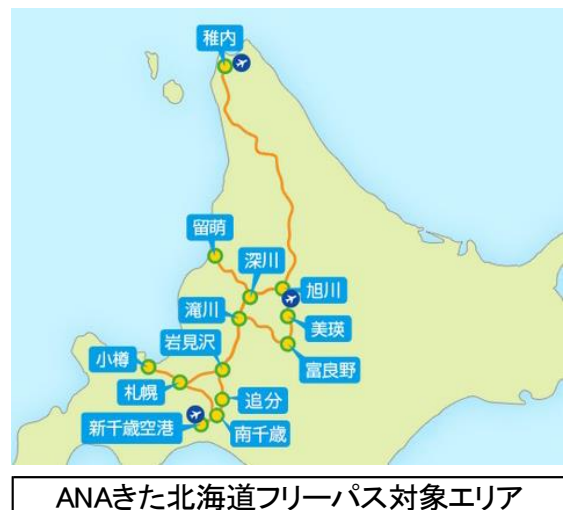 稚内
留萌
深川
旭川
滝川
美瑛
岩見沢
小樽
富良野
札幌
追分
新千歳空港
南千歳
ANAきた北海道フリーパス対象エリア